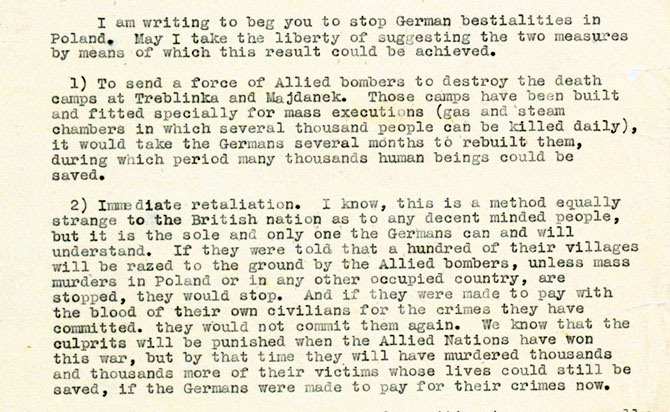 I am writing to beg you to stop German bestialities in
Poland. May I take the liberty of suggesting the two measures
by means of which this result could be achieved.
1) To send a force of Allied bombers to destroy the death
camps at Treblinka and Majdanek. Those camps have been built
and fitted specially for mass executions (gas and steam
chambers in which several thousand people can be killed daily),
it would take the Germans several months to rebuilt them,
during which period many thousands human beings could be
saved.
2) Immediate retaliation. I know, this is a method equally
strange to the British nation as to any decent minded people,
but it is the sole and only one the Germans can and will
understand. If they were told that a hundred of their villages
will be razed to the ground by the Allied bombers, unless mass
murders in Poland or in any other occupied country, are
stopped, they would stop. And if they were made to pay with
the blood of their own civilians for the crimes they have
committed. they would not commit them again. We know that the
culprits will be punished when the Allied Nations have won
this war, but by that time they will have murdered thousands
and thousands more of their victims whose lives could still be
saved, if the Germans were made to pay for their crimes now.